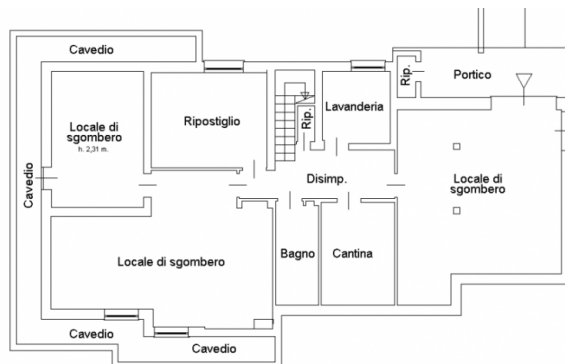 Cavedio
Rip.
Portico
Locale di
sgombero
h. 2,31 m.
Ripostiglio
Rip.
Lavanderia
Cavedio
Disimp.
Locale di
sgombero
Locale di sgombero
Bagno
Cantina
Cavedio
Cavedio